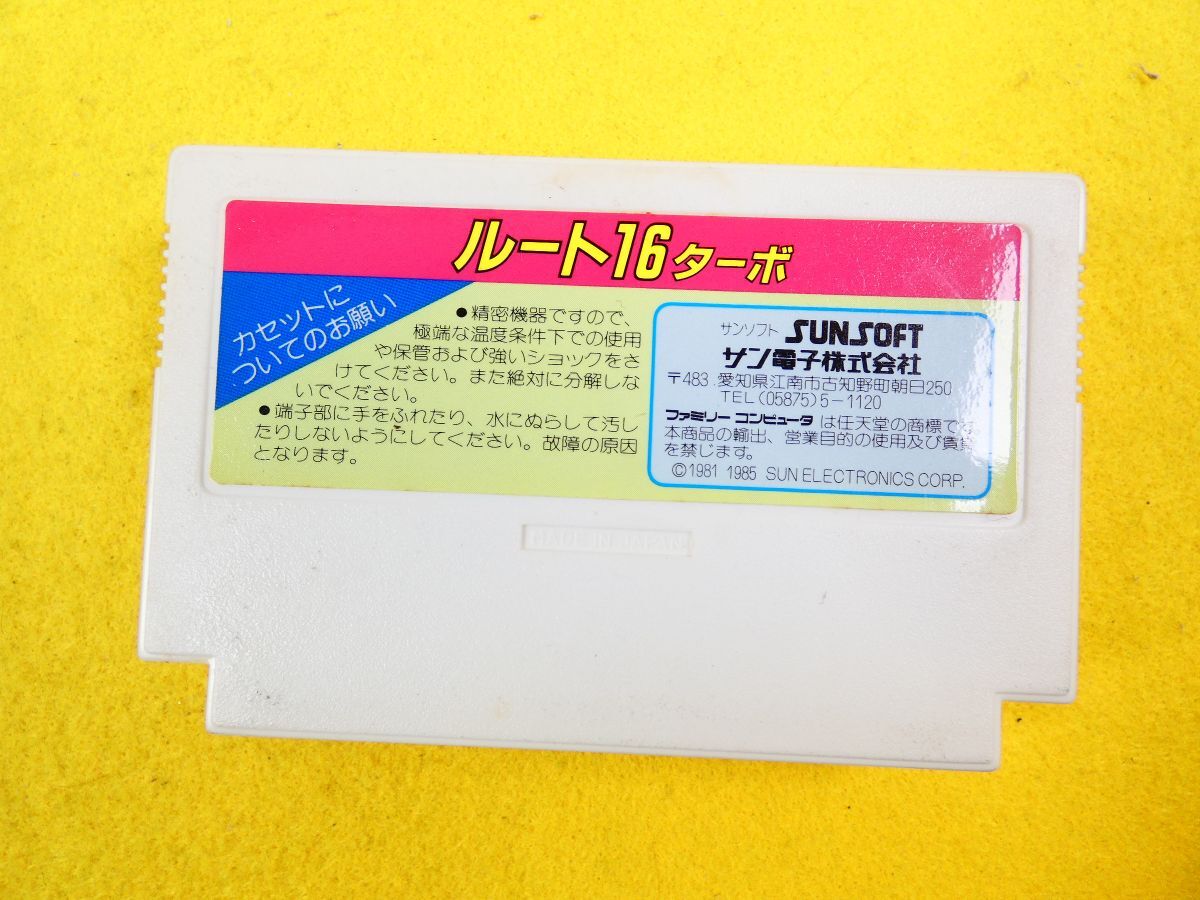 ルート16ターボ
カセットに
ついてのお願い
●精密機器ですので、
極端な温度条件下での使用
や保管および強いショックをさ
けてください。また絶対に分解しな
いでください。
●端子部に手をふれたり、水にぬらして汚し
たりしないようにしてください。故障の原因
となります。
サンソフト SUNSOFT
サン電子株式会社
〒483 愛知県江南市古知野町朝日250
TEL(05875)5-1120
ファミリーコンピュータは任天堂の商標です。
本商品の輸出、営業目的の使用及び賃貸
を禁じます。
©1981 1985 SUN ELECTRONICS CORP.
MADE IN JAPAN